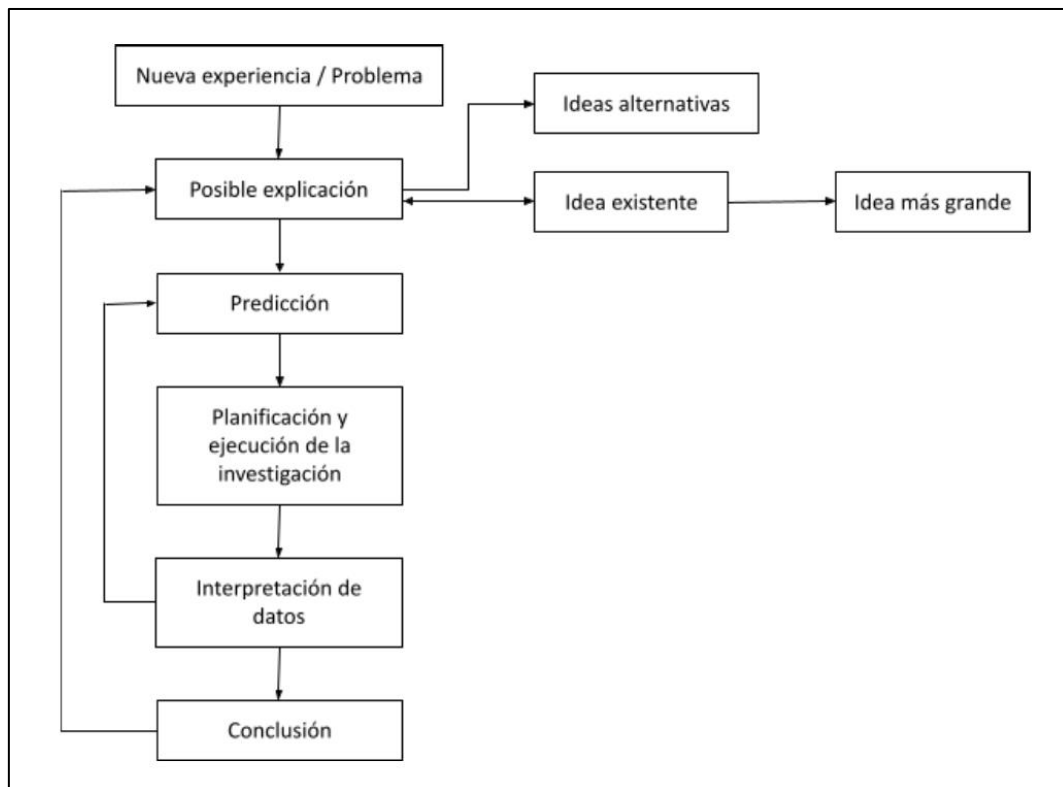 Nueva experiencia / Problema
Ideas alternativas
Posible explicación
Idea existente
Idea más grande
Predicción
Planificación y
ejecución de la
investigación
Interpretación de
datos
Conclusión